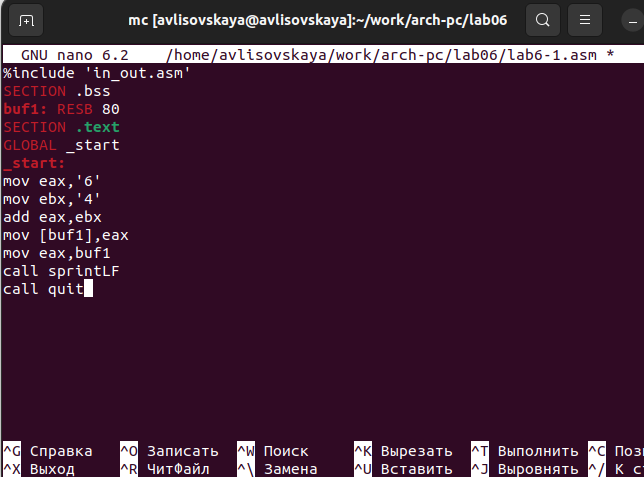 mc [avlisovskaya@avlisovskaya]:~/work/arch-pc/lab06
GNU nano 6.2 /home/avlisovskaya/work/arch-pc/lab06/lab6-1.asm *
%include 'in_out.asm'
SECTION .bss
buf1: RESB 80
SECTION .text
GLOBAL _start
_start:
mov eax,'6'
mov ebx,'4'
add eax,ebx
mov [buf1],eax
mov eax,buf1
call sprintLF
call quit
^G Справка ^O Записать ^W Поиск ^K Вырезать ^T Выполнить ^C Поз
^X Выход ^R ЧитФайл ^\ Замена ^U Вставить ^J Выровнять ^/ К ст